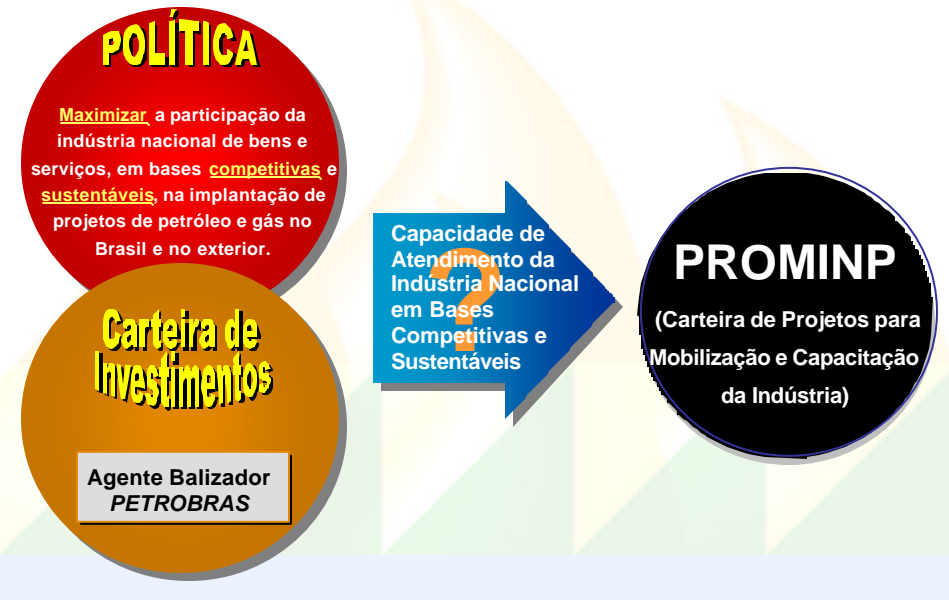 POLÍTICA
Maximizar a participação da
indústria nacional de bens e
serviços, em bases competitivas e
sustentáveis, na implantação de
projetos de petróleo e gás no
Brasil e no exterior.
Carteira de
Investimentos
Agente Balizador
PETROBRAS
?
Capacidade de
Atendimento da
Indústria Nacional
em Bases
Competitivas e
Sustentáveis
PROMINP
(Carteira de Projetos para
Mobilização e Capacitação
da Indústria)